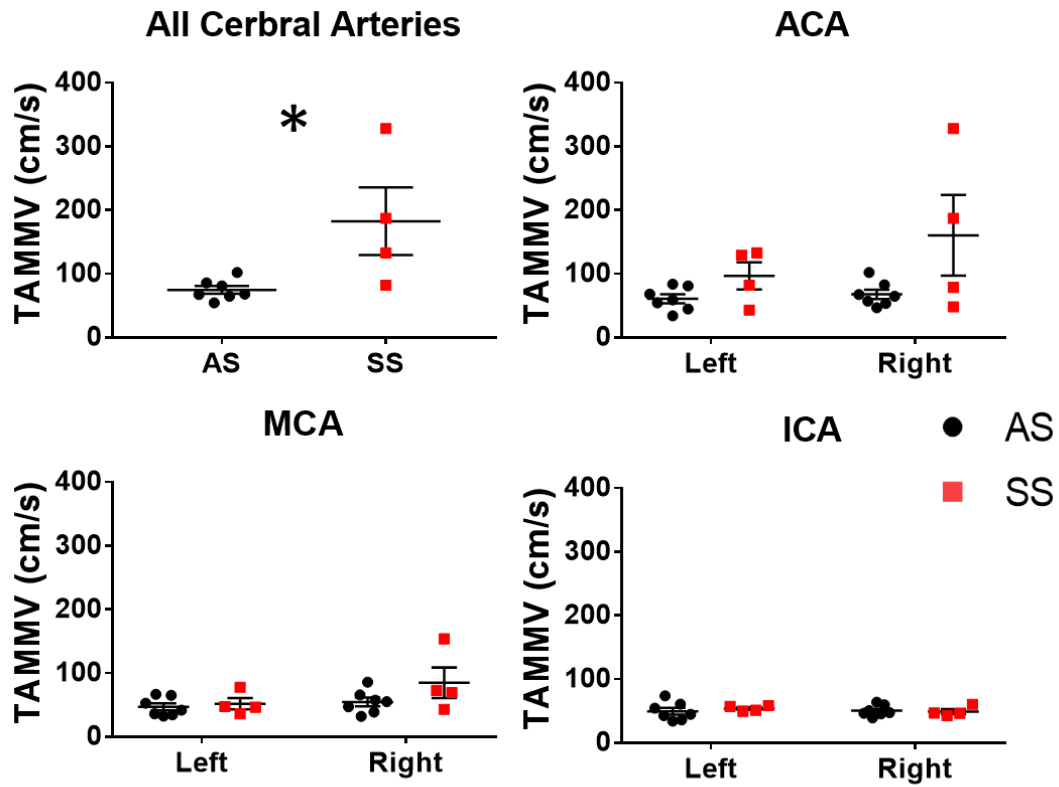 All Cerbral Arteries
TAMMV (cm/s)
400
300
200
100
0
*
AS
SS
ACA
TAMMV (cm/s)
400
300
200
100
0
Left
Right
MCA
TAMMV (cm/s)
400
300
200
100
0
Left
Right
ICA
TAMMV (cm/s)
400
300
200
100
0
Left
Right
AS
SS